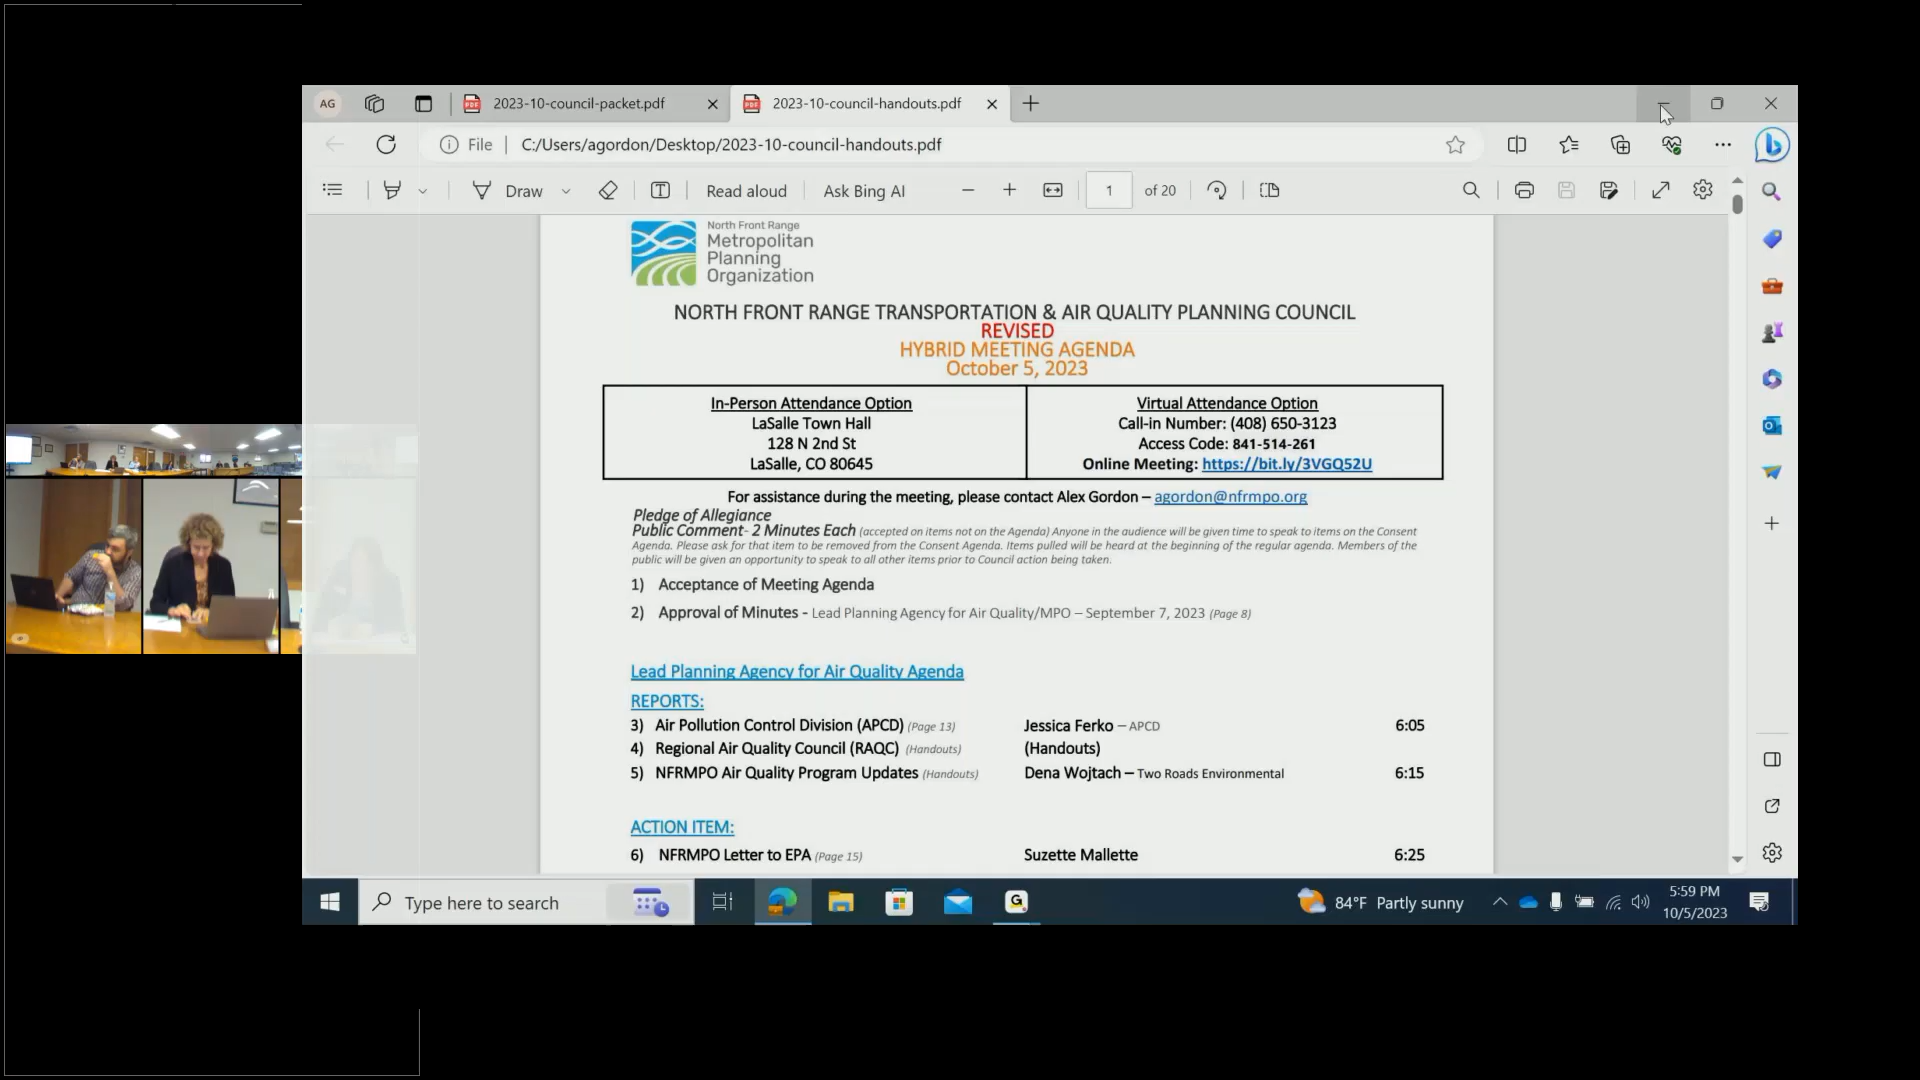 AG
2023-10-council-packet.pdf
2023-10-council-handouts.pdf
File
C:/Users/agordon/Desktop/2023-10-council-handouts.pdf
Draw
Read aloud
Ask Bing AI
1
of 20
North Front Range
Metropolitan
Planning
Organization
NORTH FRONT RANGE TRANSPORTATION & AIR QUALITY PLANNING COUNCIL
REVISED
HYBRID MEETING AGENDA
October 5, 2023
In-Person Attendance Option
LaSalle Town Hall
128 N 2nd St
LaSalle, CO 80645
Virtual Attendance Option
Call-in Number: (408) 650-3123
Access Code: 841-514-261
Online Meeting: https://bit.ly/3VGQ52U
For assistance during the meeting, please contact Alex Gordon – agordon@nfrmpo.org
Pledge of Allegiance
Public Comment- 2 Minutes Each (accepted on items not on the Agenda) Anyone in the audience will be given time to speak to items on the Consent
Agenda. Please ask for that item to be removed from the Consent Agenda. Items pulled will be heard at the beginning of the regular agenda. Members of the
public will be given an opportunity to speak to all other items prior to Council action being taken.
1) Acceptance of Meeting Agenda
2) Approval of Minutes - Lead Planning Agency for Air Quality/MPO – September 7, 2023 (Page 8)
Lead Planning Agency for Air Quality Agenda
REPORTS:
3) Air Pollution Control Division (APCD) (Page 13) Jessica Ferko – APCD 6:05
4) Regional Air Quality Council (RAQC) (Handouts) (Handouts)
5) NFRMPO Air Quality Program Updates (Handouts) Dena Wojtach – Two Roads Environmental 6:15
ACTION ITEM:
6) NFRMPO Letter to EPA (Page 15) Suzette Mallette 6:25
Type here to search
84°F Partly sunny
5:59 PM
10/5/2023